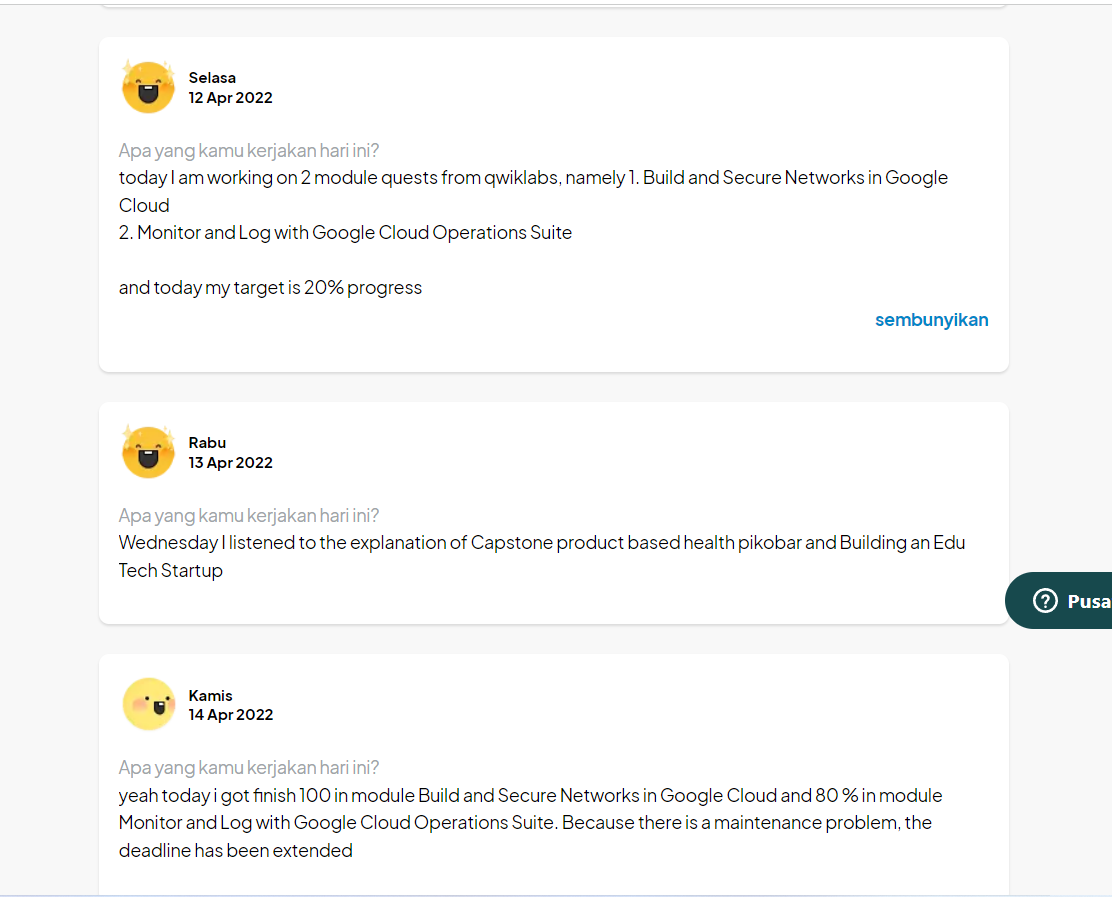 Selasa
12 Apr 2022
Apa yang kamu kerjakan hari ini?
today I am working on 2 module quests from qwiklabs, namely 1. Build and Secure Networks in Google
Cloud
2. Monitor and Log with Google Cloud Operations Suite
and today my target is 20% progress
sembunyikan
Rabu
13 Apr 2022
Apa yang kamu kerjakan hari ini?
Wednesday I listened to the explanation of Capstone product based health pikobar and Building an Edu
Tech Startup
Pusa
Kamis
14 Apr 2022
Apa yang kamu kerjakan hari ini?
yeah today i got finish 100 in module Build and Secure Networks in Google Cloud and 80 % in module
Monitor and Log with Google Cloud Operations Suite. Because there is a maintenance problem, the
deadline has been extended